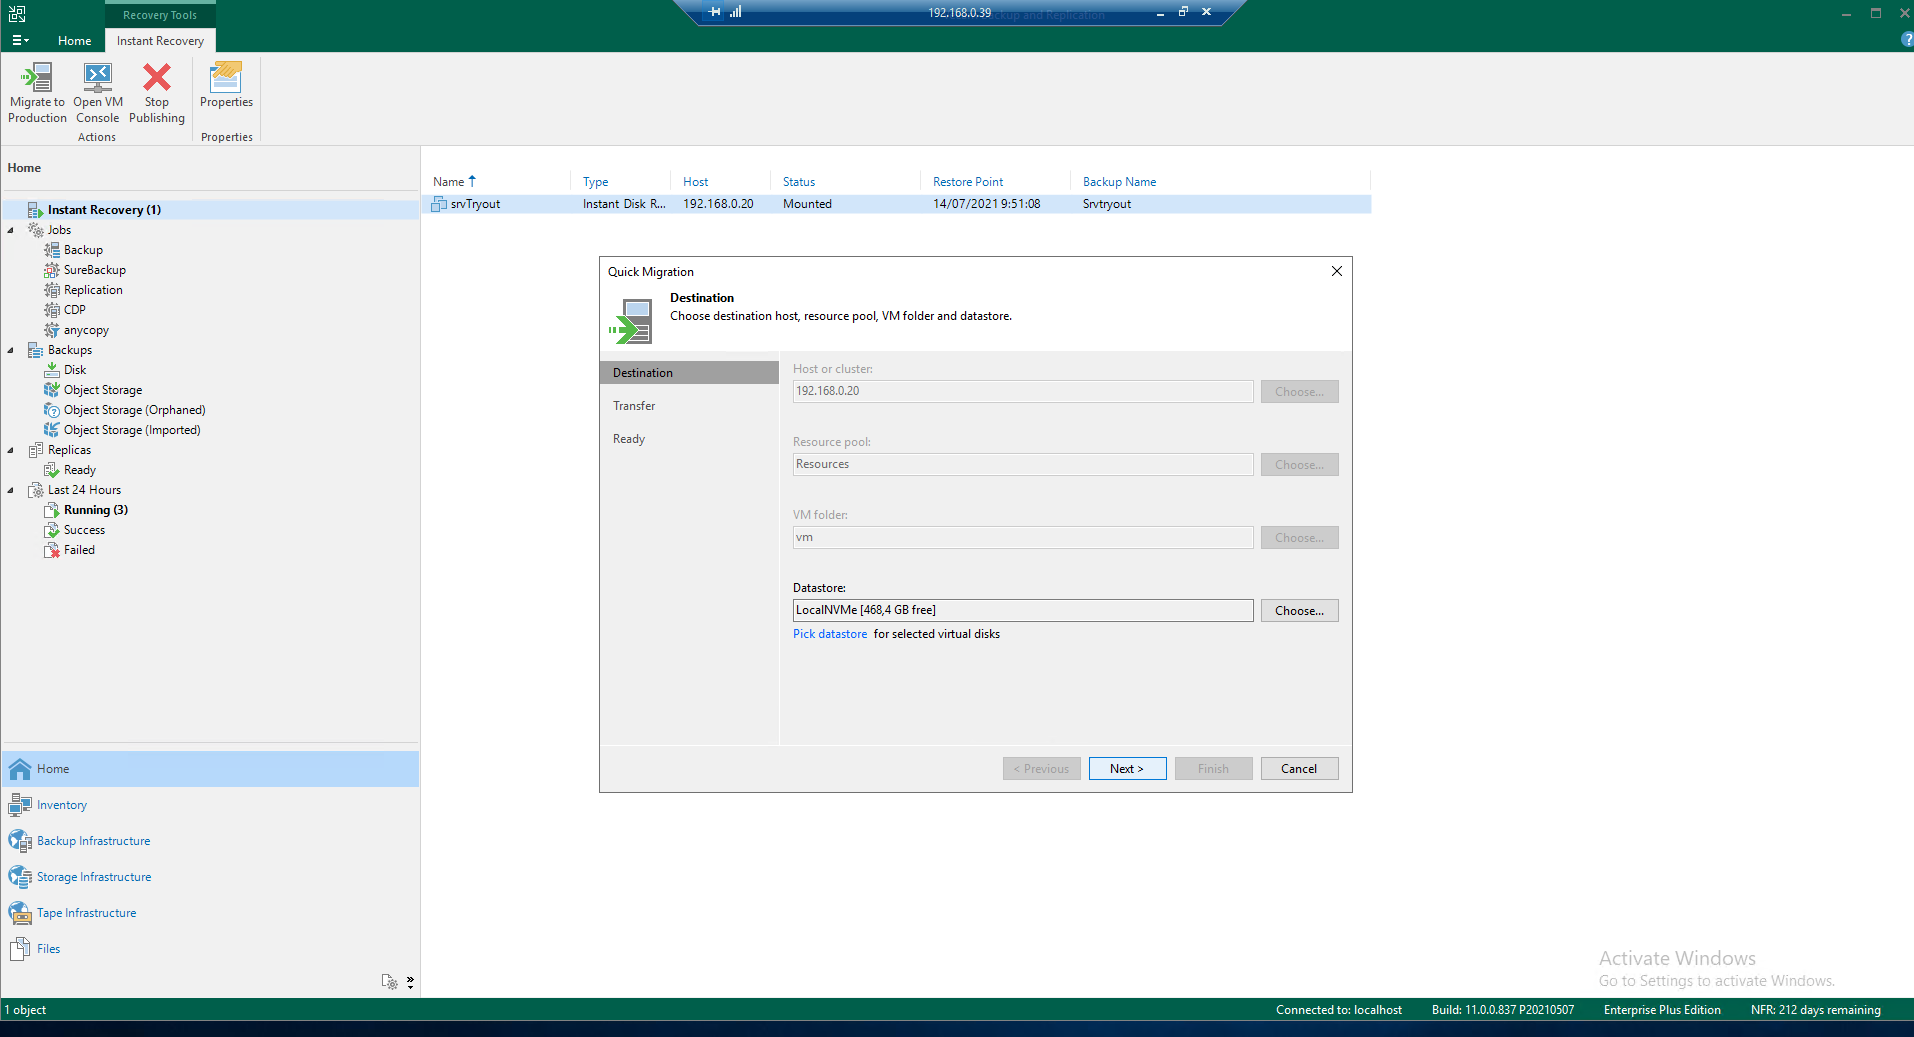 Recovery Tools
192.168.0.39
ckup and Replication
Home
Instant Recovery
Migrate to Production
Open VM Console
Stop Publishing
Properties
Actions
Properties
Home
Instant Recovery (1)
Jobs
Backup
SureBackup
Replication
CDP
anycopy
Backups
Disk
Object Storage
Object Storage (Orphaned)
Object Storage (Imported)
Replicas
Ready
Last 24 Hours
Running (3)
Success
Failed
Home
Inventory
Backup Infrastructure
Storage Infrastructure
Tape Infrastructure
Files
Name Type Host Status Restore Point Backup Name
srvTryout Instant Disk R... 192.168.0.20 Mounted 14/07/2021 9:51:08 Srvtryout
Quick Migration
Destination
Choose destination host, resource pool, VM folder and datastore.
Destination
Transfer
Ready
Host or cluster:
192.168.0.20 Choose...
Resource pool:
Resources Choose...
VM folder:
vm Choose...
Datastore:
LocalNVMe [468,4 GB free] Choose...
Pick datastore for selected virtual disks
< Previous Next > Finish Cancel
Activate Windows
Go to Settings to activate Windows.
1 object Connected to: localhost Build: 11.0.0.837 P20210507 Enterprise Plus Edition NFR: 212 days remaining